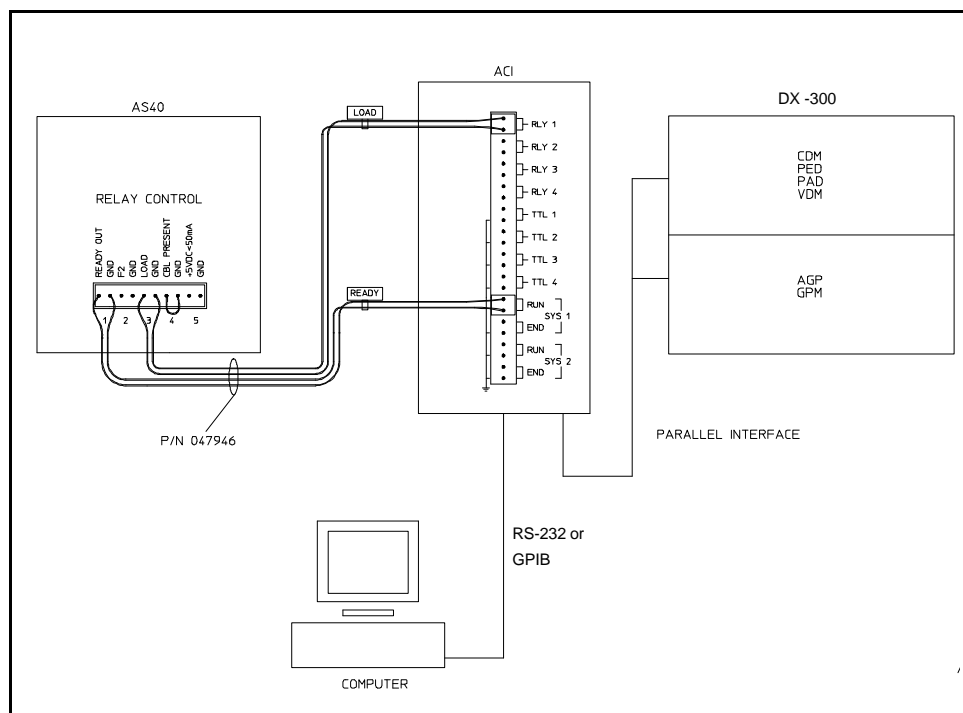 AS40
RELAY CONTROL
READY OUT
GND
F2
GND
LOAD
GND
CBL PRESENT
GND
+5VDC<50mA
GND
1 2 3 4 5
P/N 047946
LOAD
READY
ACI
RLY 1
RLY 2
RLY 3
RLY 4
TTL 1
TTL 2
TTL 3
TTL 4
RUN
SYS 1
END
RUN
SYS 2
END
DX -300
CDM
PED
PAD
VDM
AGP
GPM
PARALLEL INTERFACE
RS-232 or
GPIB
COMPUTER